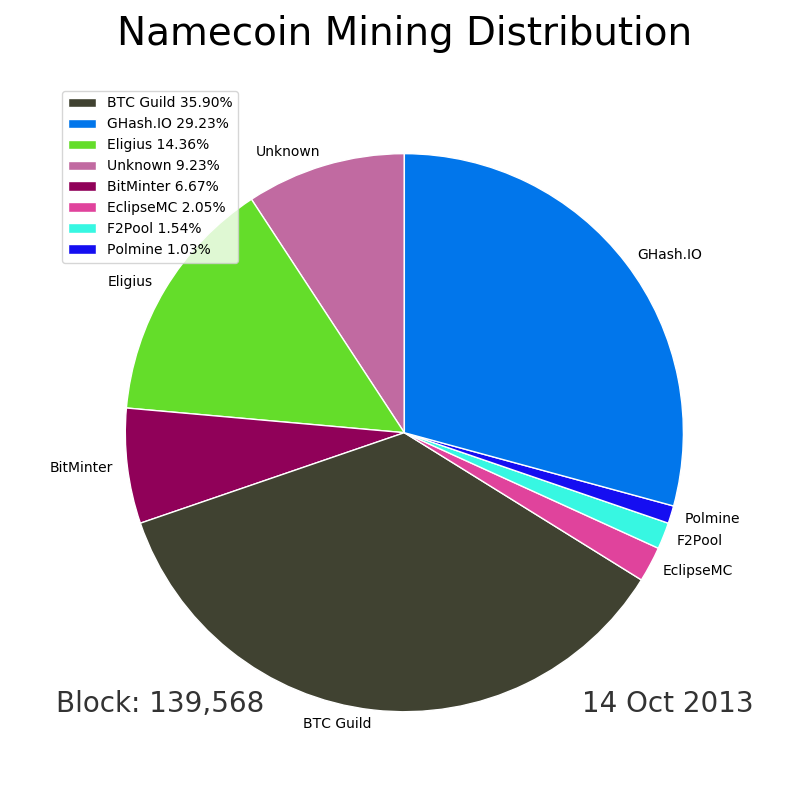 Namecoin Mining Distribution
BTC Guild 35.90%
GHash.IO 29.23%
Eligius 14.36%
Unknown 9.23%
BitMinter 6.67%
EclipseMC 2.05%
F2Pool 1.54%
Polmine 1.03%
Unknown
GHash.IO
Eligius
BitMinter
Polmine
F2Pool
EclipseMC
Block: 139,568
14 Oct 2013
BTC Guild